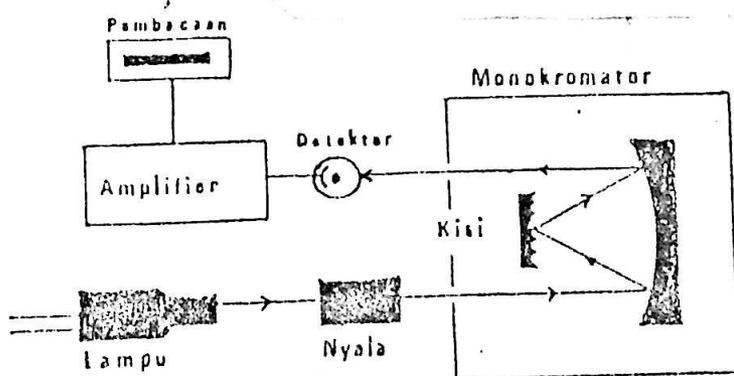 Pembacaan
Monokromator
Detektor
Amplifier
Kisi
Lampu
Nyala